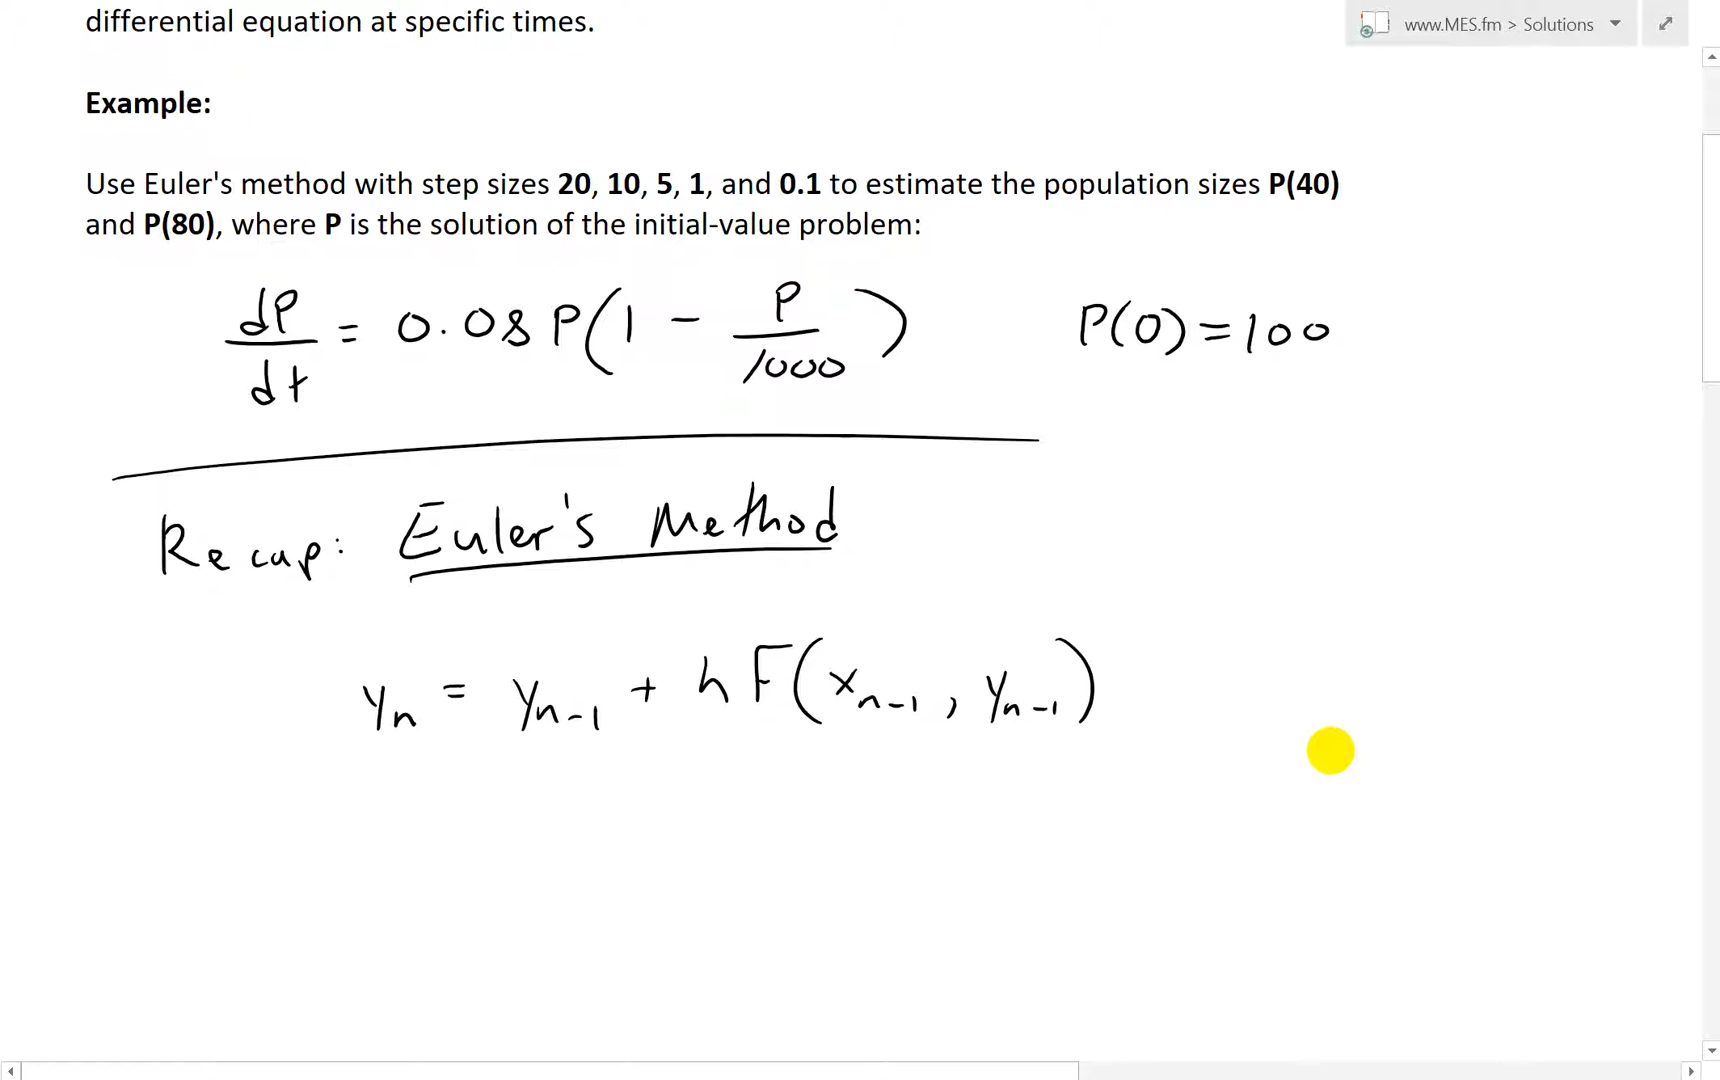 differential equation at specific times.
www.MES.fm > Solutions
Example:
Use Euler's method with step sizes 20, 10, 5, 1, and 0.1 to estimate the population sizes P(40)
and P(80), where P is the solution of the initial-value problem:
dP/dt = 0.08P(1 - P/1000) P(0) = 100
Recap: Euler's Method
yₙ = yₙ₋₁ + hF(xₙ₋₁, yₙ₋₁)